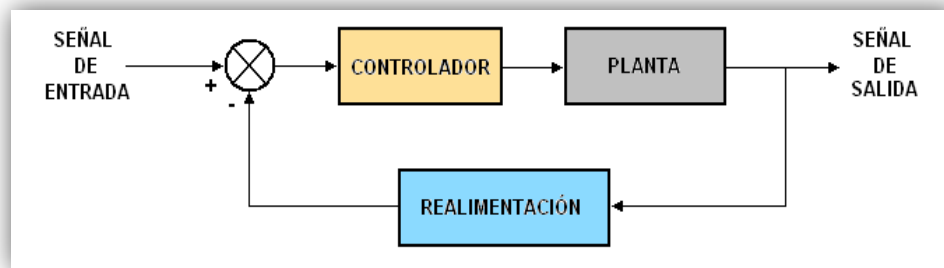 SEÑAL
DE
ENTRADA
+
-
CONTROLADOR
PLANTA
SEÑAL
DE
SALIDA
REALIMENTACIÓN